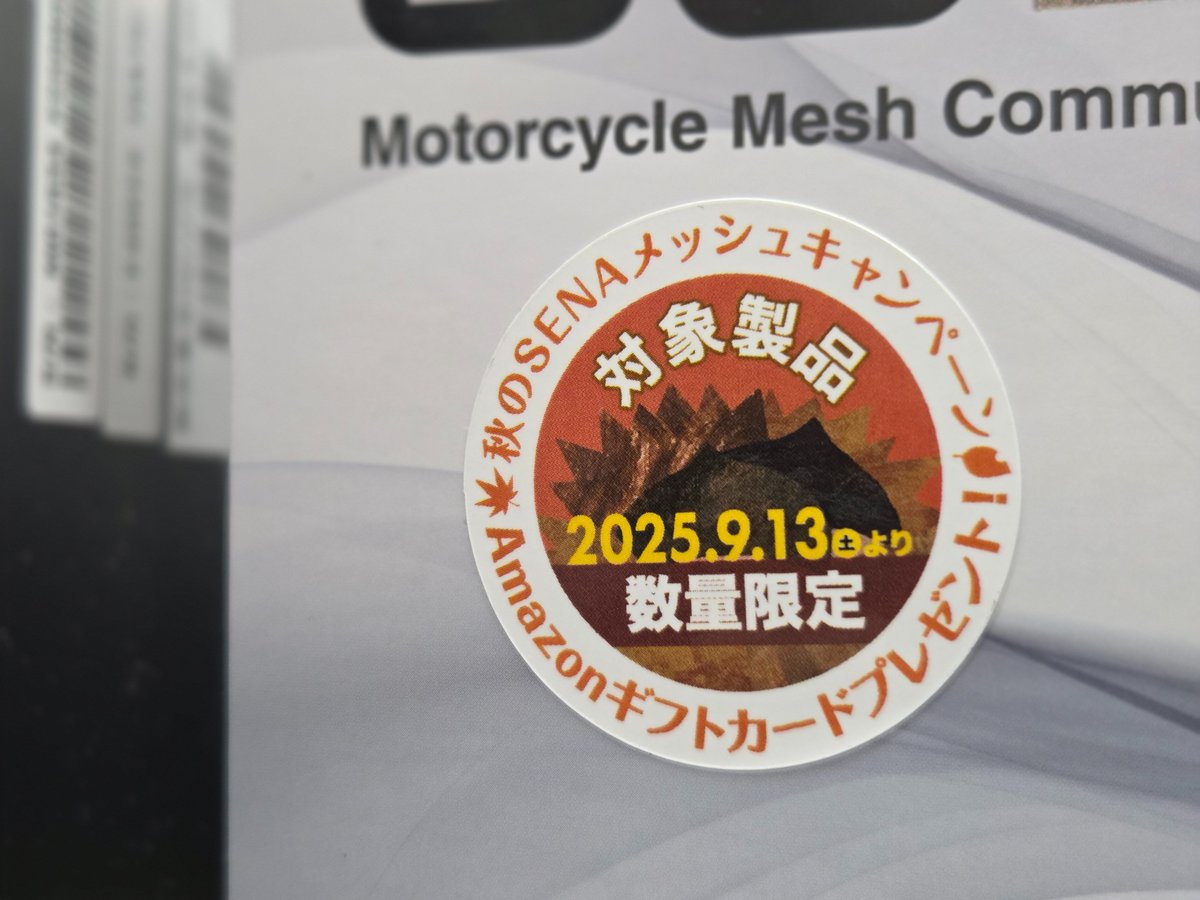 Motorcycle Mesh Commu
秋のSENAメッシュキャンペーン
対象製品
2025.9.13㊏より
数量限定
Amazonギフトカードプレゼント!